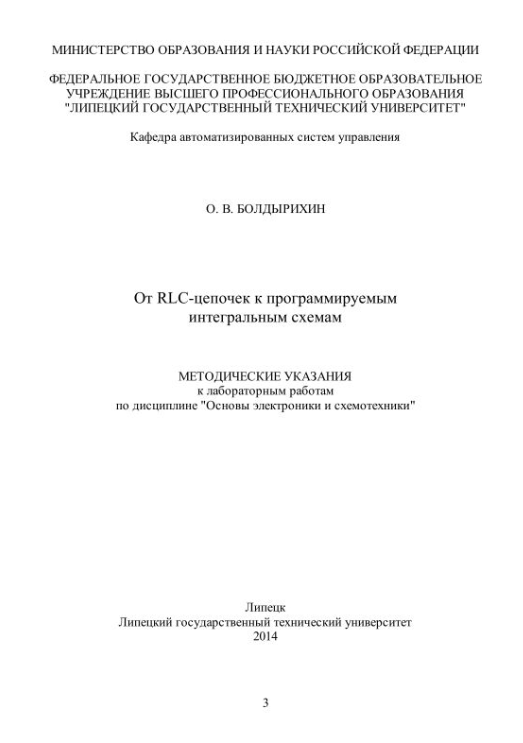 МИНИСТЕРСТВО ОБРАЗОВАНИЯ И НАУКИ РОССИЙСКОЙ ФЕДЕРАЦИИ
ФЕДЕРАЛЬНОЕ ГОСУДАРСТВЕННОЕ БЮДЖЕТНОЕ ОБРАЗОВАТЕЛЬНОЕ
УЧРЕЖДЕНИЕ ВЫСШЕГО ПРОФЕССИОНАЛЬНОГО ОБРАЗОВАНИЯ
"ЛИПЕЦКИЙ ГОСУДАРСТВЕННЫЙ ТЕХНИЧЕСКИЙ УНИВЕРСИТЕТ"
Кафедра автоматизированных систем управления
О. В. БОЛДЫРИХИН
От RLC-цепочек к программируемым
интегральным схемам
МЕТОДИЧЕСКИЕ УКАЗАНИЯ
к лабораторным работам
по дисциплине "Основы электроники и схемотехники"
Липецк
Липецкий государственный технический университет
2014
3